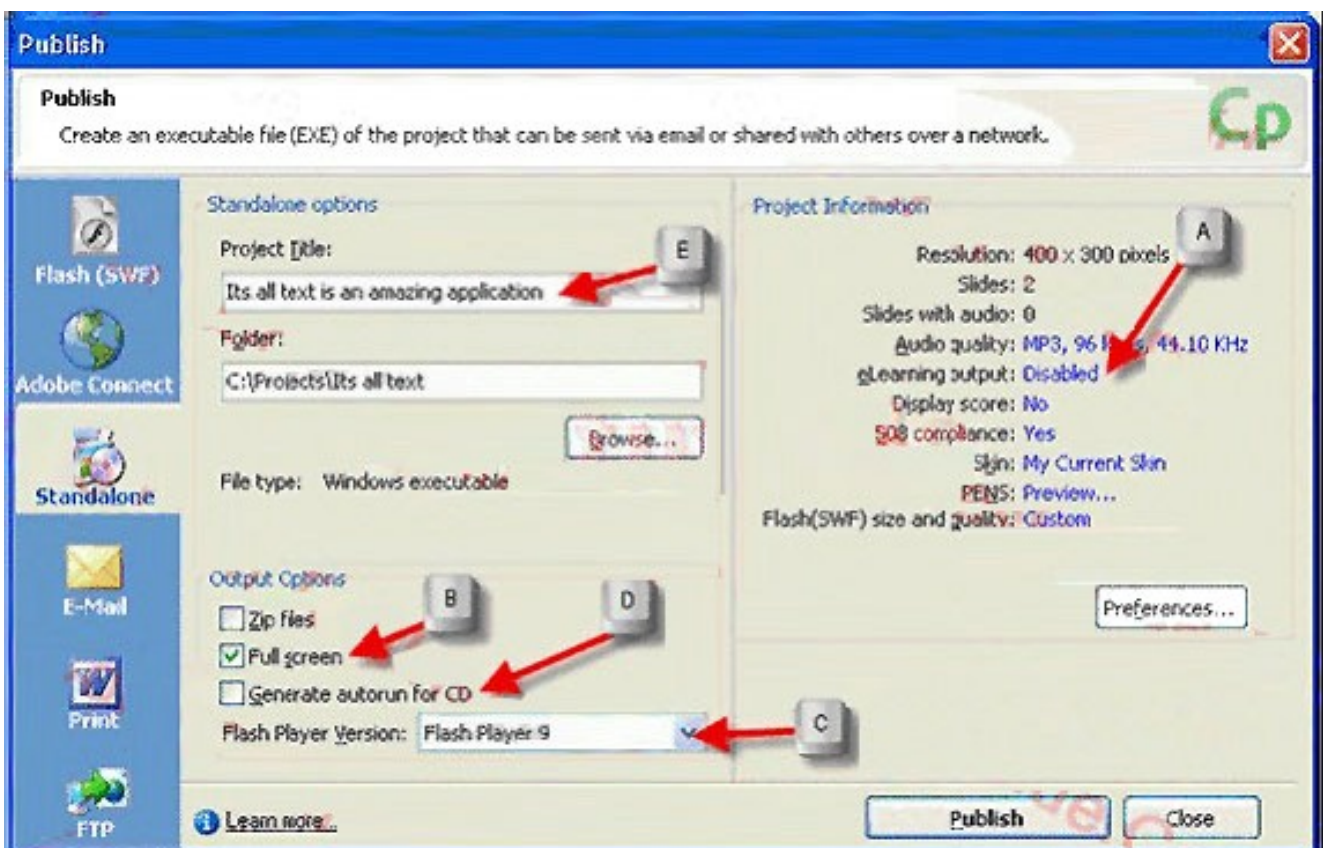 Publish
Publish
Create an executable file (EXE) of the project that can be sent via email or shared with others over a network.
Cp
Flash (SWF)
Adobe Connect
Standalone
E-Mail
Print
FTP
Standalone options
Project Title:
E
Its all text is an amazing application
Folder:
C:\Projects\Its all text
Browse...
File type: Windows executable
Output Options
B
D
Zip files
Full screen
Generate autorun for CD
Flash Player Version: Flash Player 9
C
Learn more...
Project Information
A
Resolution: 400 x 300 pixels
Slides: 2
Slides with audio: 0
Audio quality: MP3, 96 44.10 KHz
eLearning output: Disabled
Display score: No
508 compliance: Yes
Skin: My Current Skin
PENS: Preview...
Flash(SWF) size and quality: Custom
Preferences...
Publish
Close